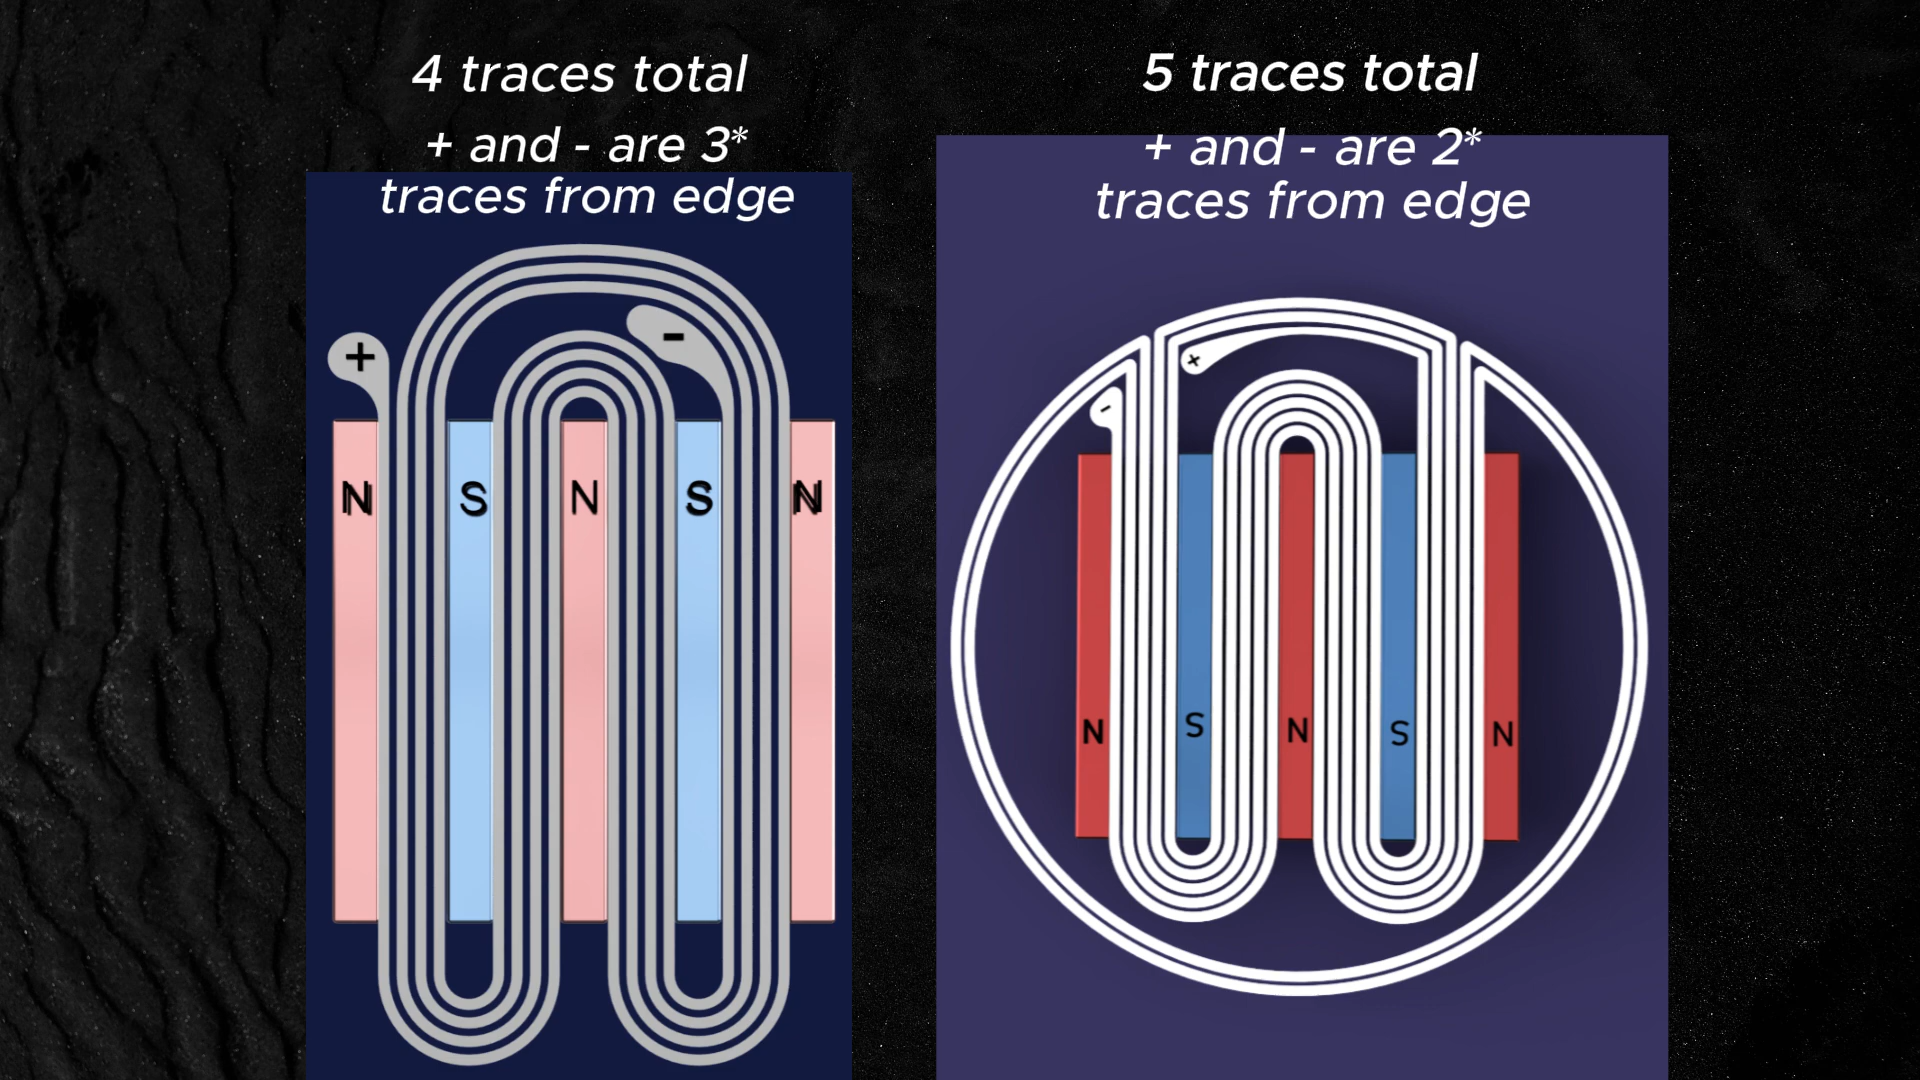 4 traces total
+ and - are 3*
traces from edge
+
-
N S N S N
5 traces total
+ and - are 2*
traces from edge
+
-
N S N S N